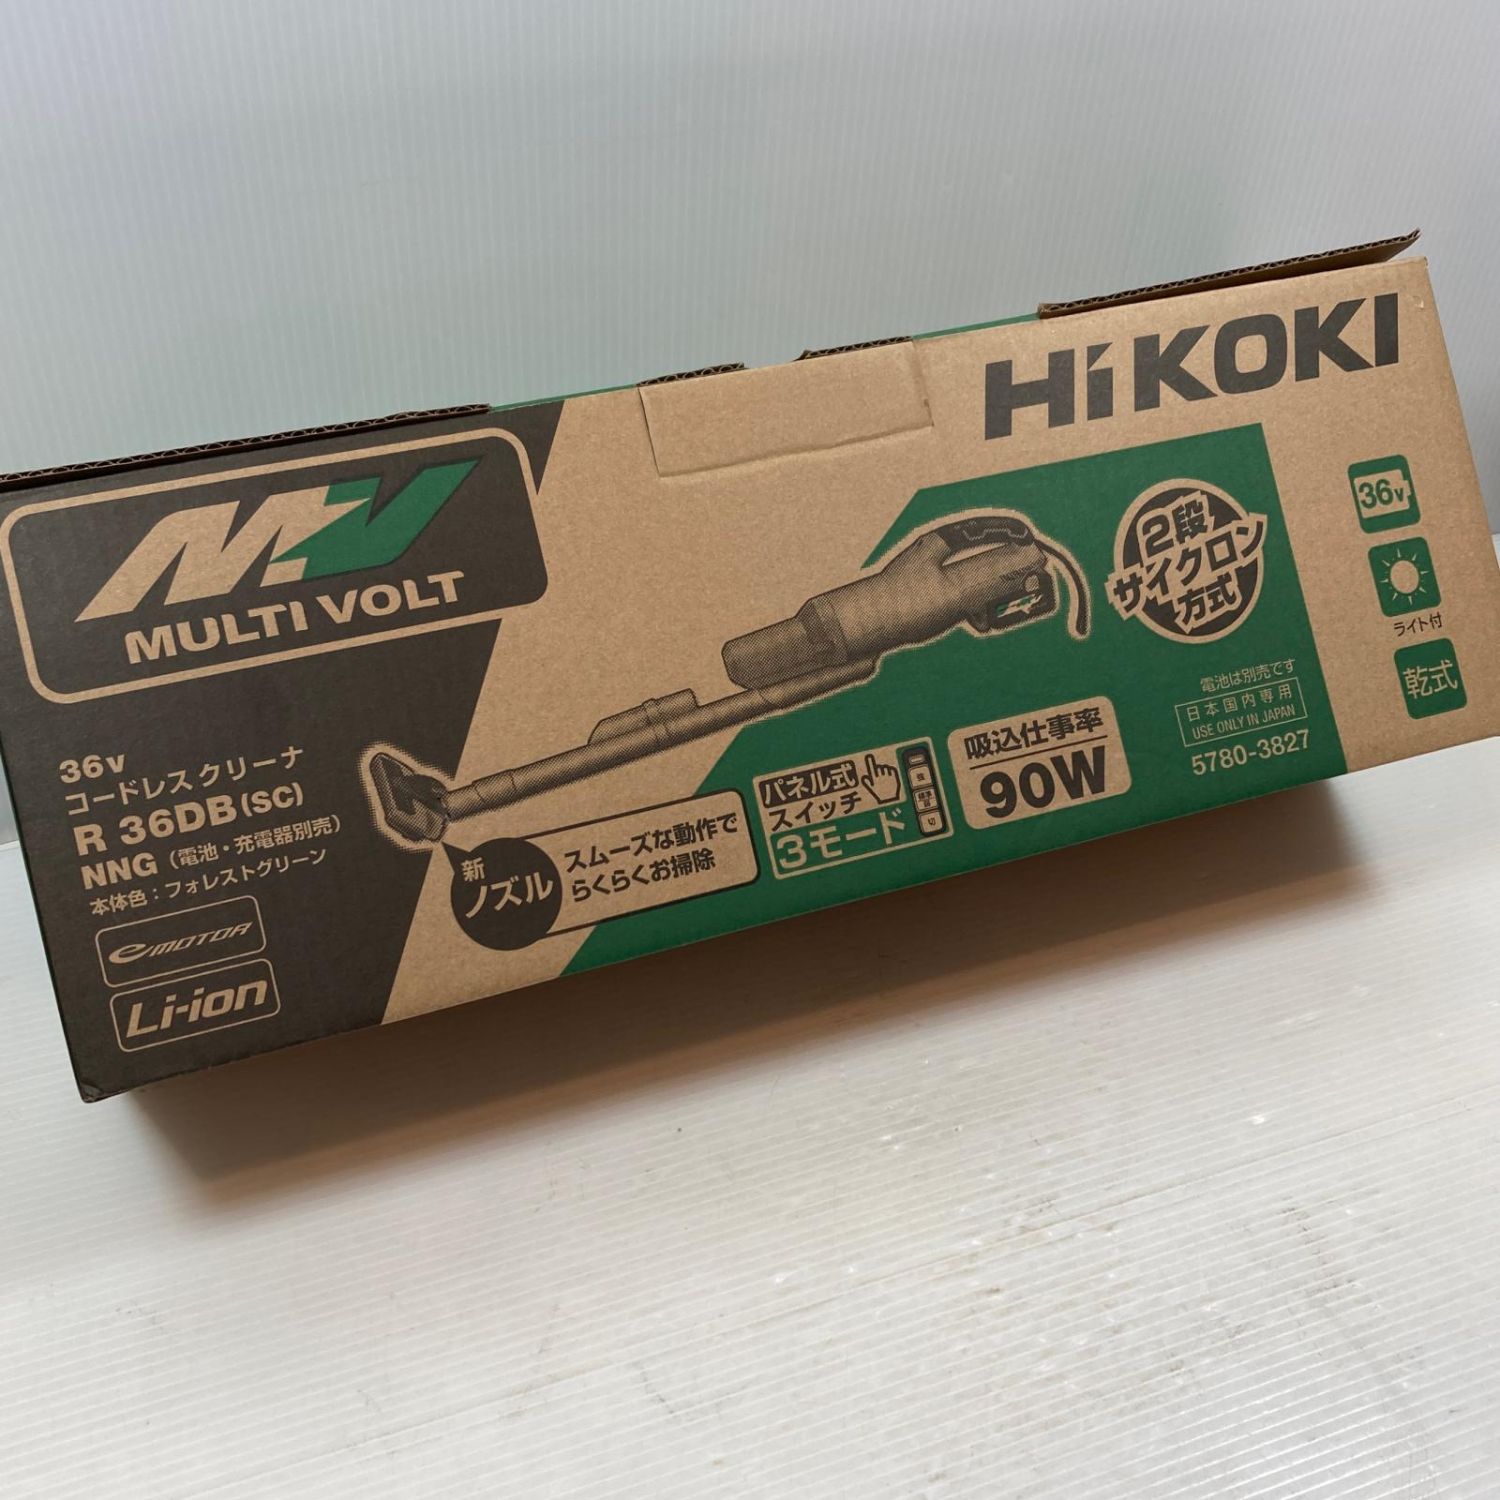 HiKOKI
MV
MULTI VOLT
36v
コードレスクリーナ
R 36DB(SC)
NNG (電池・充電器別売)
本体色:フォレストグリーン
eMOTOR
Li-ion
新
ノズル
スムーズな動作で
らくらくお掃除
パネル式
スイッチ
3モード
強
切
吸込仕事率
90W
2段
サイクロン
方式
電池は別売です
日本国内専用
USE ONLY IN JAPAN
5780-3827
36v
ライト付
乾式